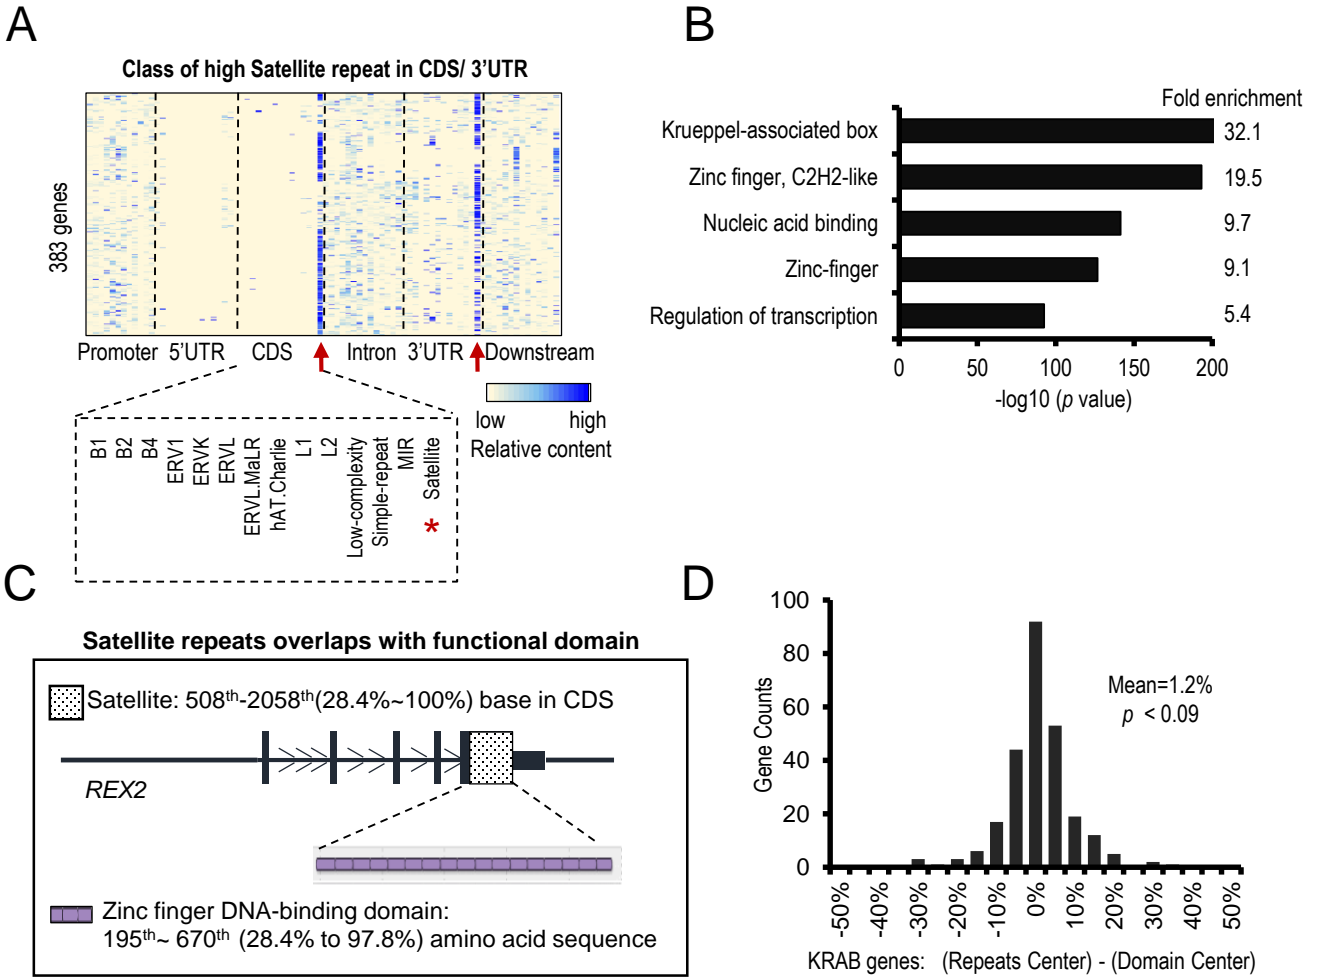 A
Class of high Satellite repeat in CDS/ 3’UTR
383 genes
Promoter 5’UTR CDS Intron 3’UTR Downstream
low high
Relative content
B1
B2
B4
ERV1
ERVK
ERVL
ERVL.MaLR
hAT.Charlie
L1
L2
Low-complexity
Simple-repeat
MIR
Satellite
*
B
Fold enrichment
Krueppel-associated box 32.1
Zinc finger, C2H2-like 19.5
Nucleic acid binding 9.7
Zinc-finger 9.1
Regulation of transcription 5.4
0 50 100 150 200
-log10 (p value)
C
Satellite repeats overlaps with functional domain
Satellite: 508th-2058th(28.4%~100%) base in CDS
REX2
Zinc finger DNA-binding domain:
195th~ 670th (28.4% to 97.8%) amino acid sequence
D
Gene Counts
100
80
60
40
20
0
Mean=1.2%
p < 0.09
-50% -40% -30% -20% -10% 0% 10% 20% 30% 40% 50%
KRAB genes: (Repeats Center) - (Domain Center)